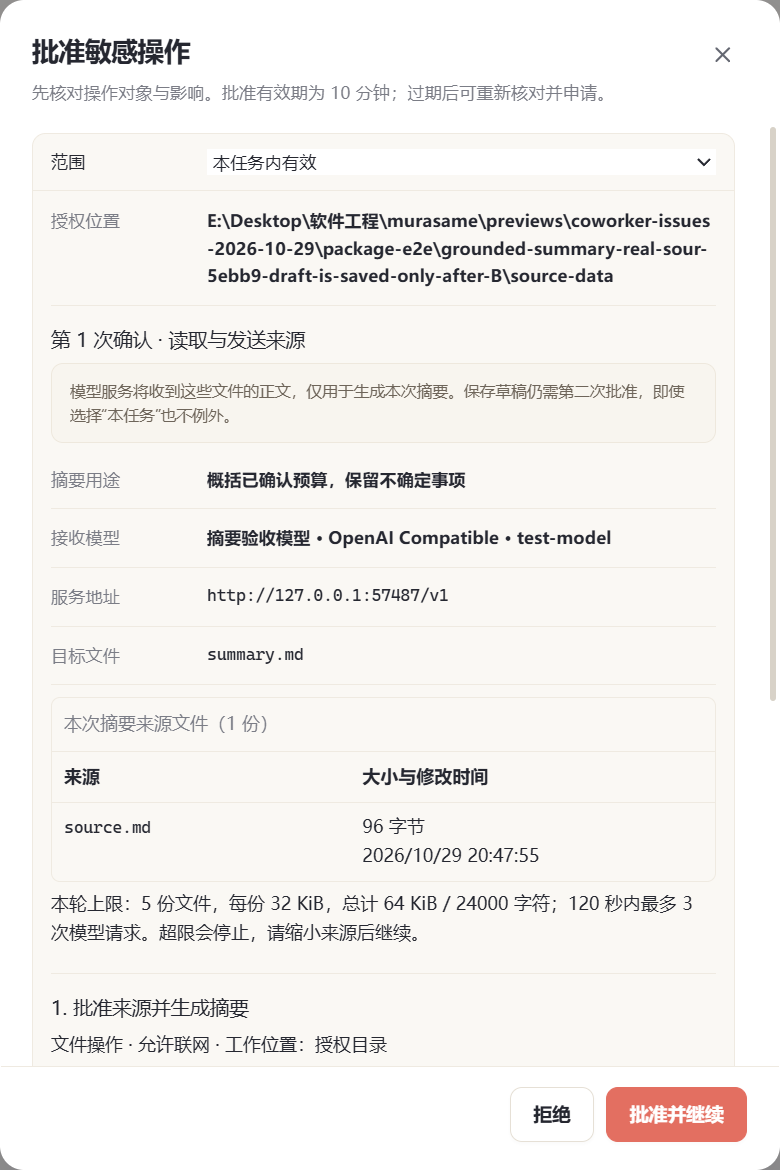 批准敏感操作
先核对操作对象与影响。批准有效期为 10 分钟；过期后可重新核对并申请。
范围 本任务内有效
授权位置 E:\Desktop\软件工程\murasame\previews\coworker-issues
-2026-10-29\package-e2e\grounded-summary-real-sour-
5ebb9-draft-is-saved-only-after-B\source-data
第 1 次确认 · 读取与发送来源
模型服务将收到这些文件的正文，仅用于生成本次摘要。保存草稿仍需第二次批准，即使
选择“本任务”也不例外。
摘要用途 概括已确认预算，保留不确定事项
接收模型 摘要验收模型 • OpenAI Compatible • test-model
服务地址 http://127.0.0.1:57487/v1
目标文件 summary.md
本次摘要来源文件（1 份）
来源 大小与修改时间
source.md 96 字节
2026/10/29 20:47:55
本轮上限：5 份文件，每份 32 KiB，总计 64 KiB / 24000 字符；120 秒内最多 3
次模型请求。超限会停止，请缩小来源后继续。
1. 批准来源并生成摘要
文件操作 · 允许联网 · 工作位置：授权目录
拒绝 批准并继续